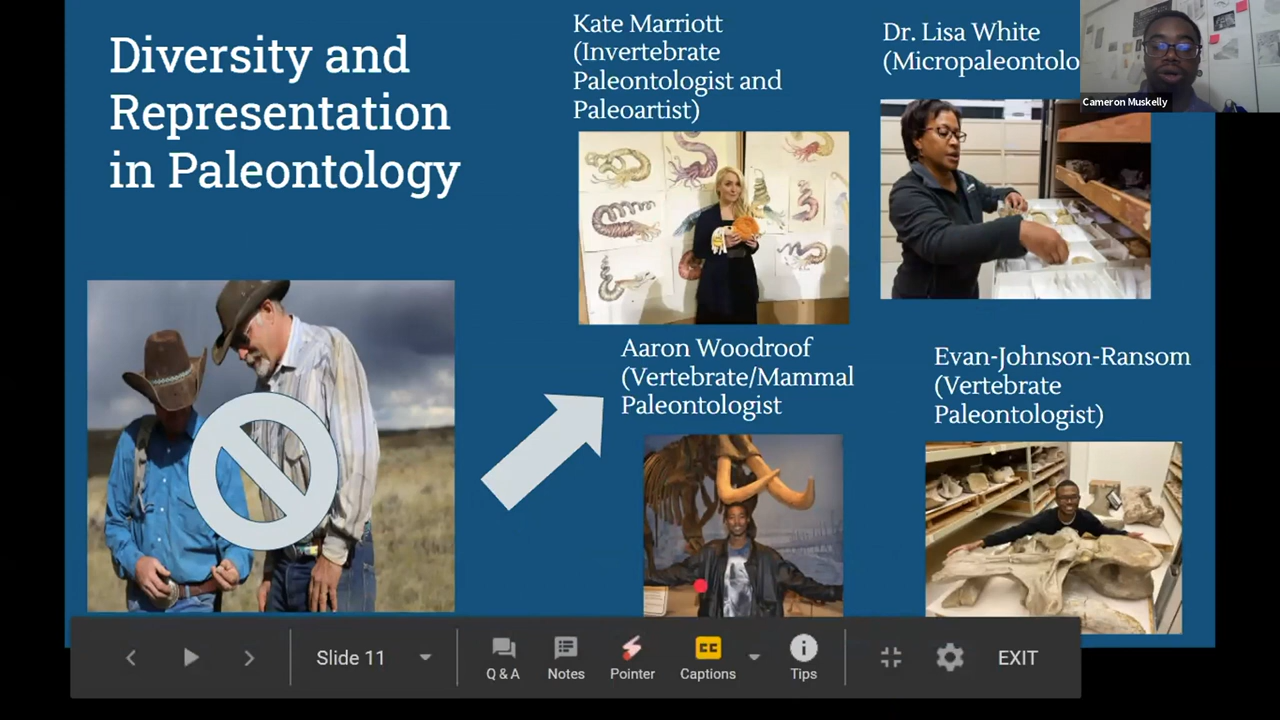 Diversity and
Representation
in Paleontology
Kate Marriott
(Invertebrate
Paleontologist and
Paleoartist)
Dr. Lisa White
(Micropaleontolo
Cameron Muskelly
Aaron Woodroof
(Vertebrate/Mammal
Paleontologist
Evan-Johnson-Ransom
(Vertebrate
Paleontologist)
Slide 11
Q & A
Notes
Pointer
CC
Captions
Tips
EXIT